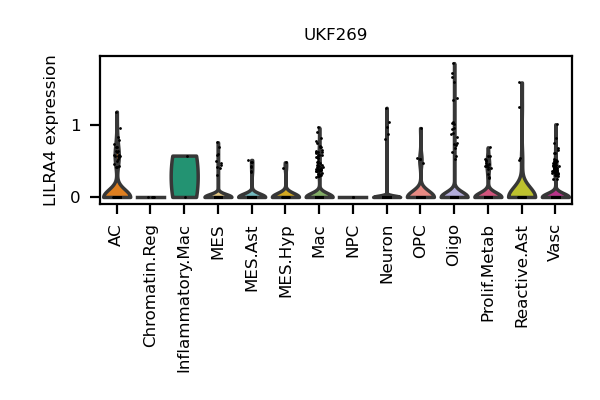 UKF269
LILRA4 expression
1
0
AC
Chromatin.Reg
Inflammatory.Mac
MES
MES.Ast
MES.Hyp
Mac
NPC
Neuron
OPC
Oligo
Prolif.Metab
Reactive.Ast
Vasc